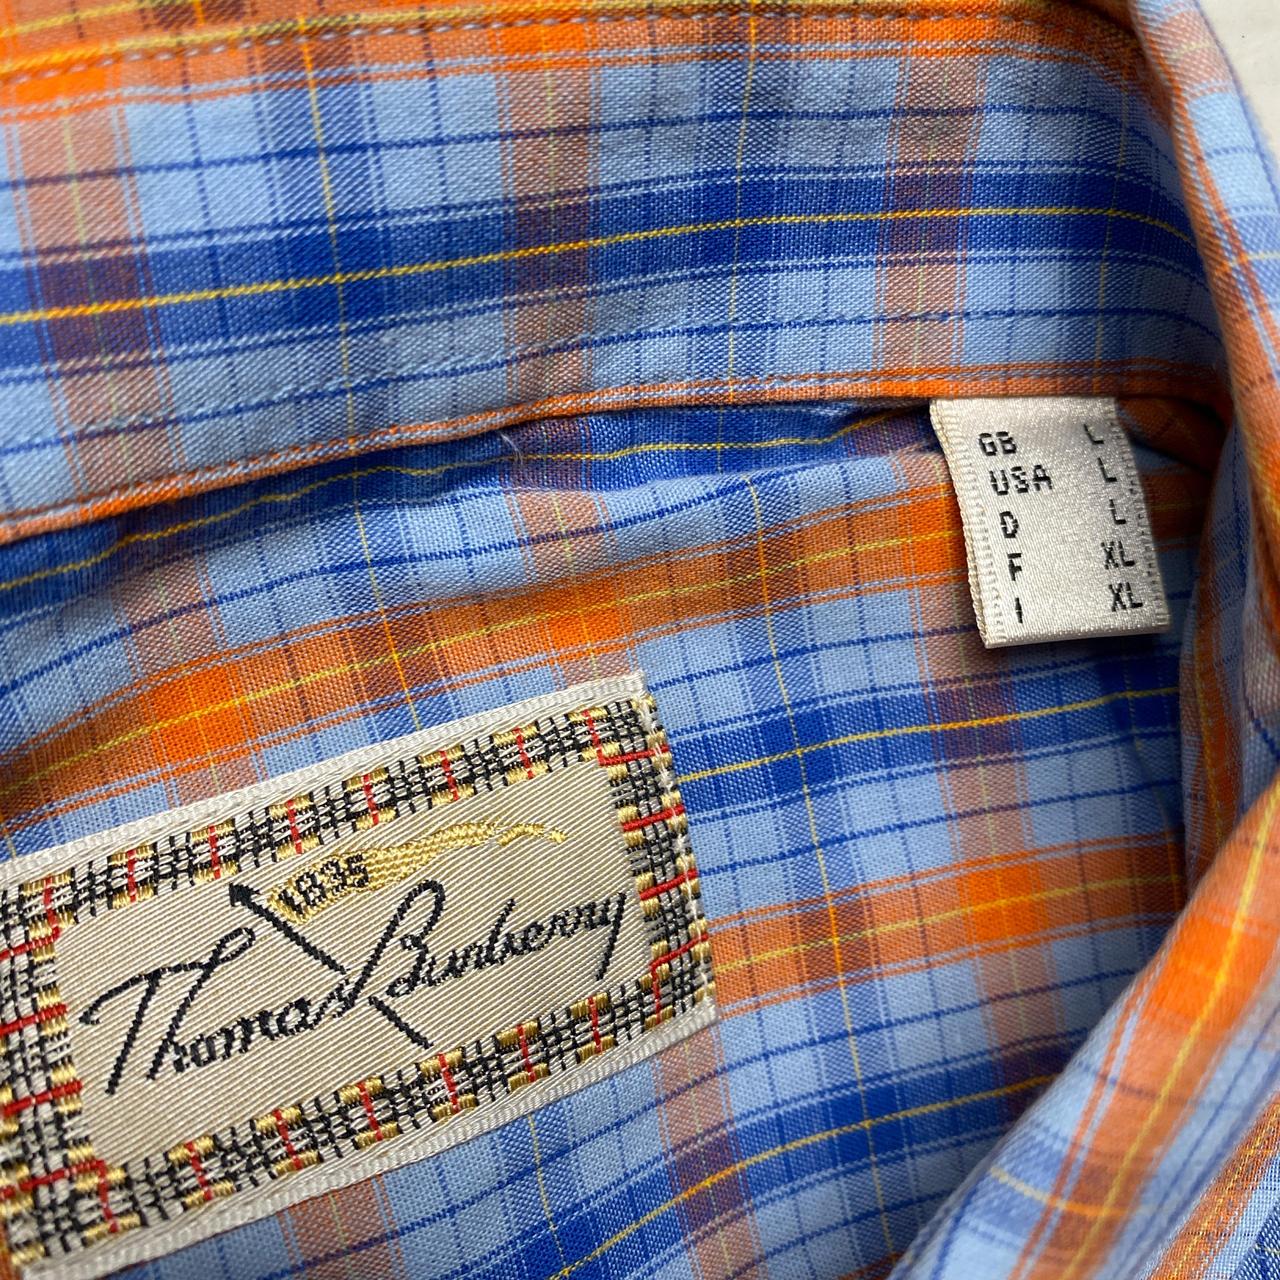 GB L
USA L
D L
F XL
I XL
1835
Thomas Burberry